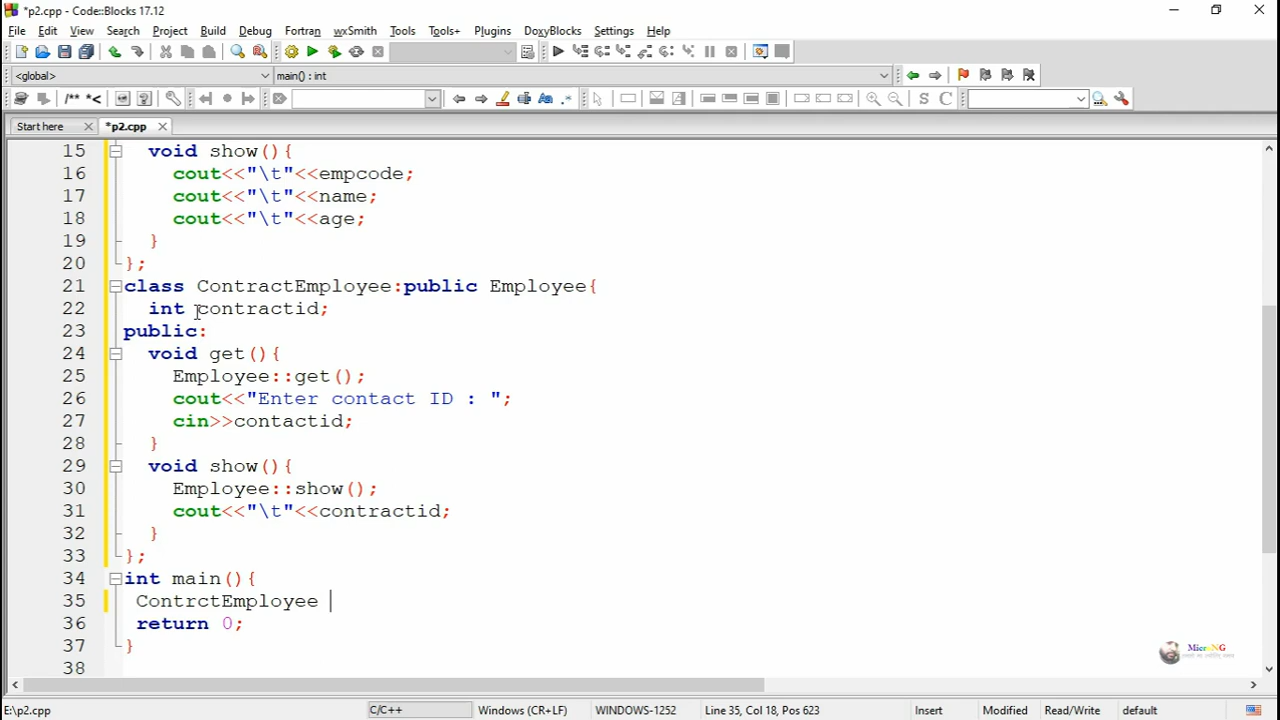 *p2.cpp - Code::Blocks 17.12
File Edit View Search Project Build Debug Fortran wxSmith Tools Tools+ Plugins DoxyBlocks Settings Help
<global> main() : int
/** *<
S C
Start here *p2.cpp
15 void show(){
16 cout<<"\t"<<empcode;
17 cout<<"\t"<<name;
18 cout<<"\t"<<age;
19 }
20 };
21 class ContractEmployee:public Employee{
22 int contractid;
23 public:
24 void get(){
25 Employee::get();
26 cout<<"Enter contact ID : ";
27 cin>>contactid;
28 }
29 void show(){
30 Employee::show();
31 cout<<"\t"<<contractid;
32 }
33 };
34 int main(){
35 ContrctEmployee
36 return 0;
37 }
38
MicroNG
E:\p2.cpp C/C++ Windows (CR+LF) WINDOWS-1252 Line 35, Col 18, Pos 623 Insert Modified Read/Write default